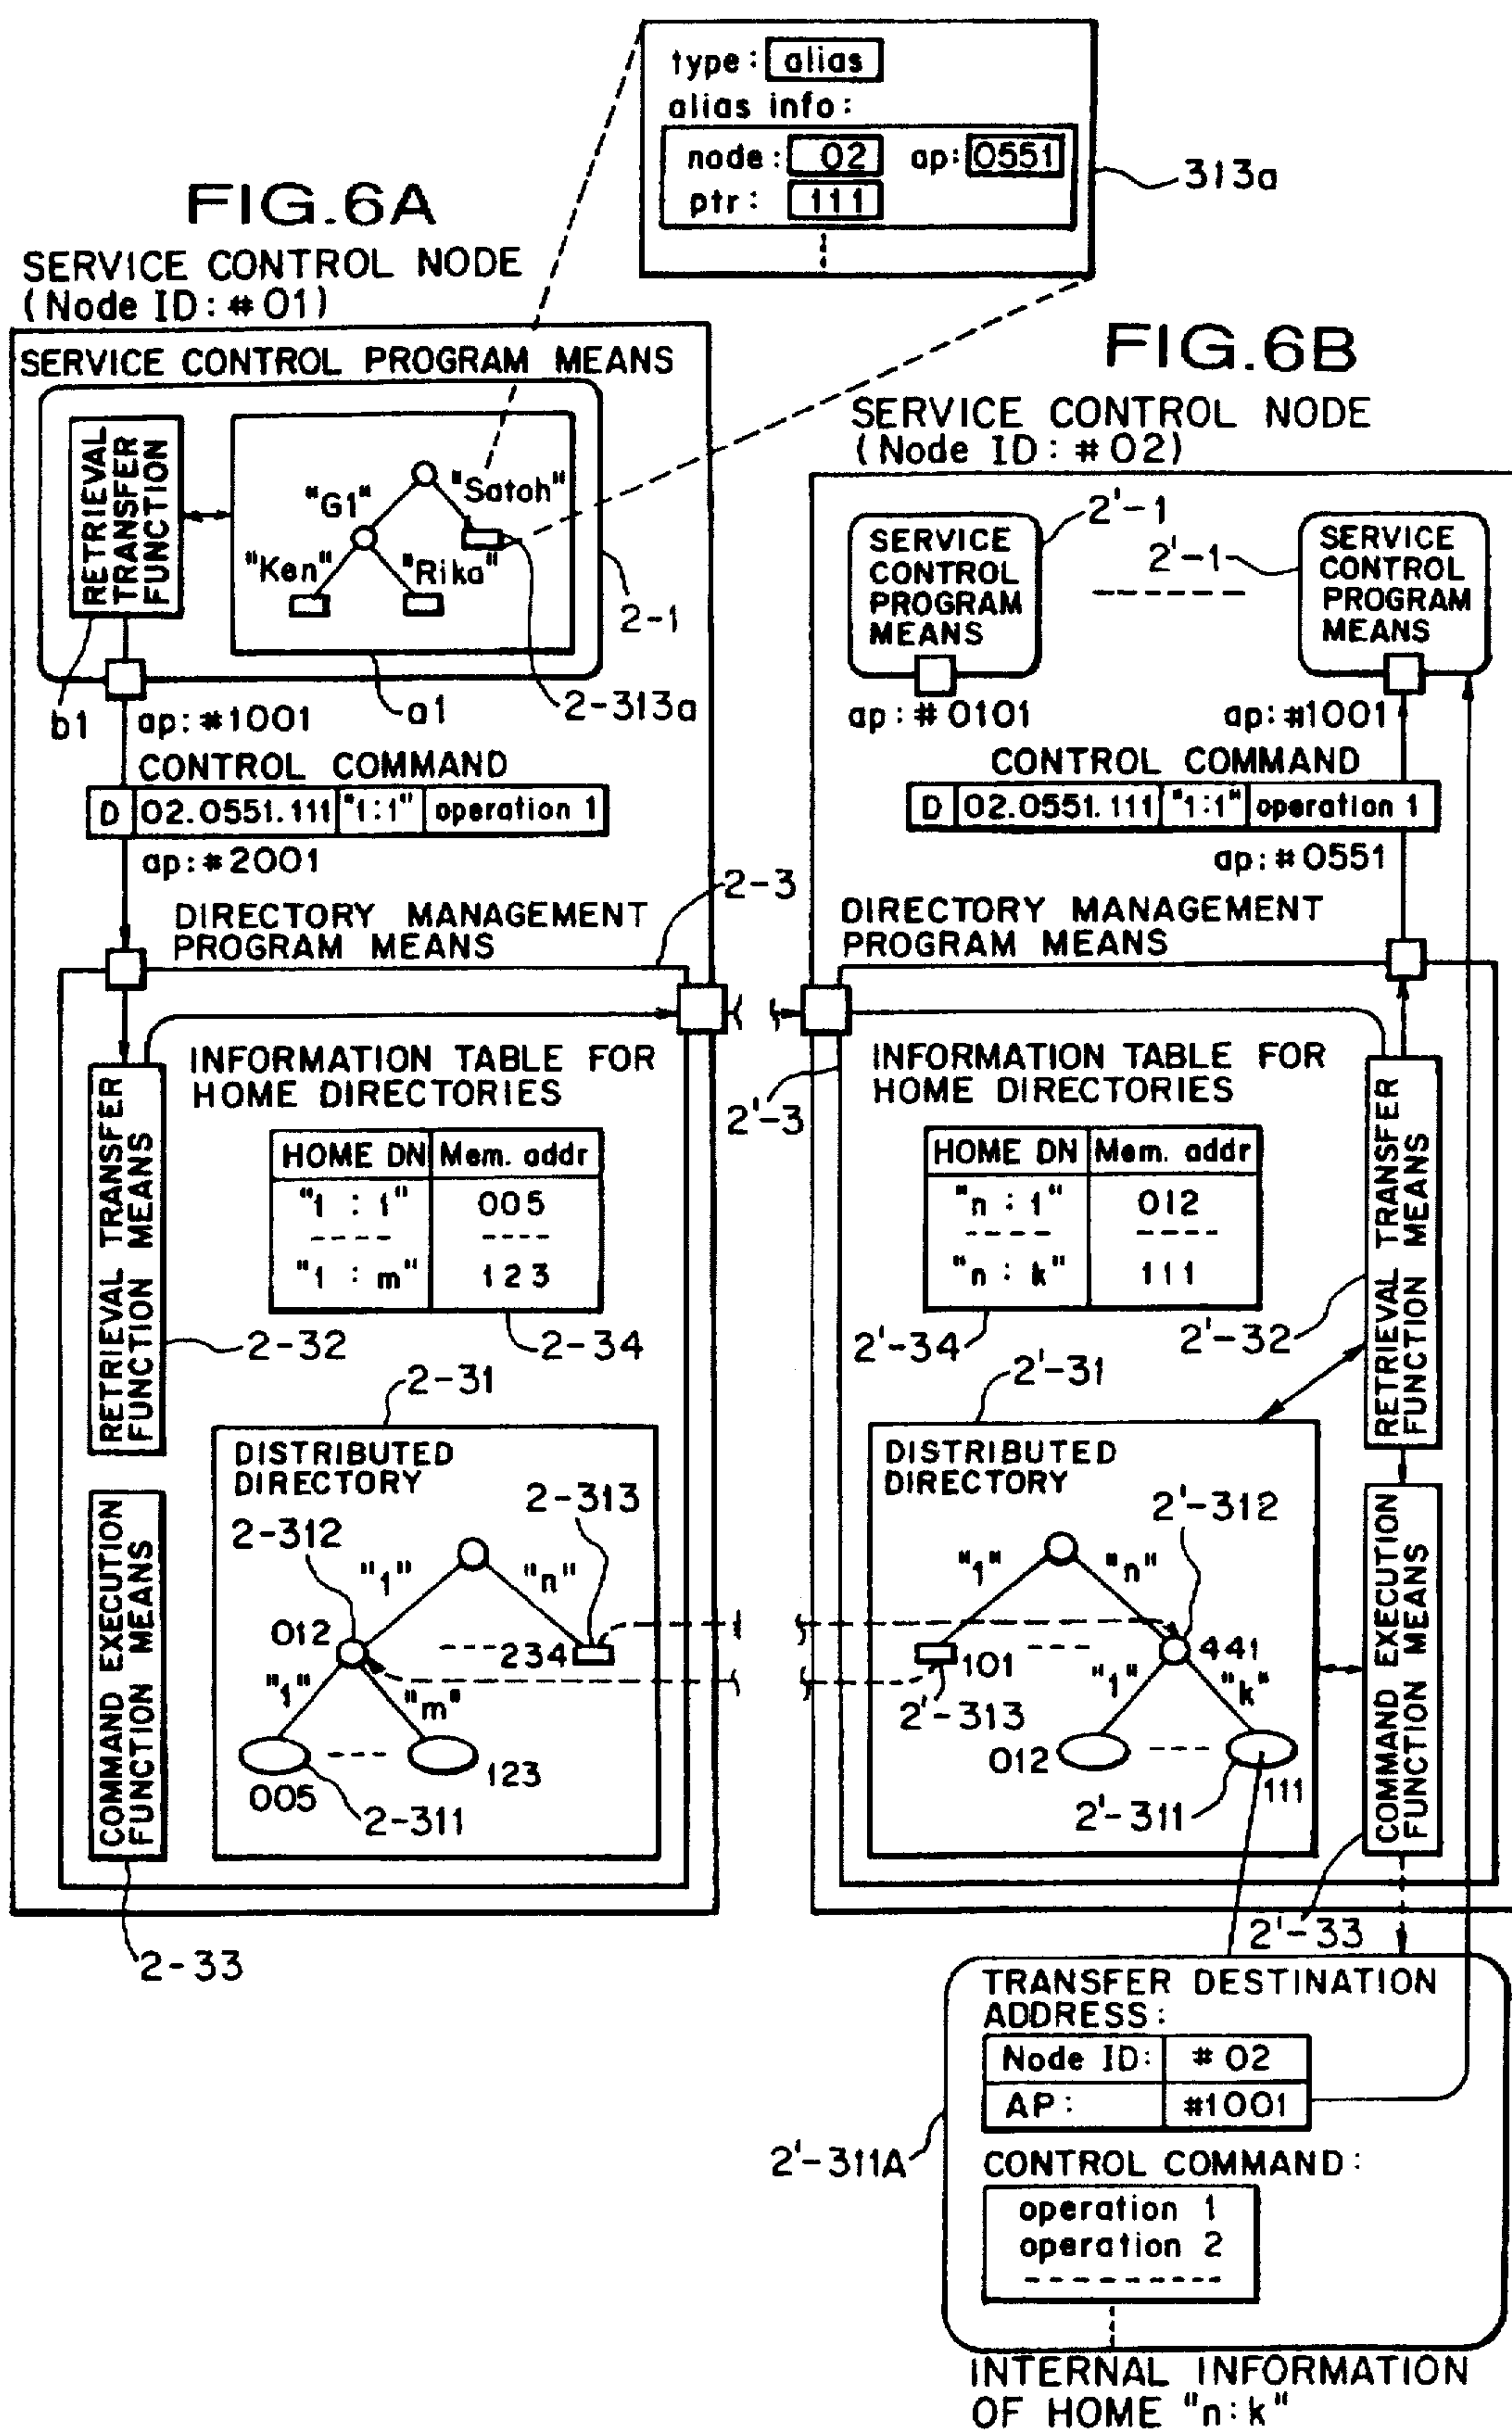 type: alias
alias info:
node: 02 ap: 0551
ptr: 111
313a
FIG.6A
SERVICE CONTROL NODE
(Node ID: #01)
SERVICE CONTROL PROGRAM MEANS
RETRIEVAL
TRANSFER
FUNCTION
"G1"
"Satoh"
"Ken"
"Rika"
2-1
b1
ap: #1001
a1
2-313a
CONTROL COMMAND
D 02.0551.111 "1:1" operation 1
ap: #2001
2-3
DIRECTORY MANAGEMENT
PROGRAM MEANS
INFORMATION TABLE FOR
HOME DIRECTORIES
HOME DN Mem. addr
"1 : 1" 005
---- ----
"1 : m" 123
RETRIEVAL TRANSFER
FUNCTION MEANS
2-32
2-34
2-31
DISTRIBUTED
DIRECTORY
2-313
2-312
"1"
"n"
012
----234
"1"
"m"
----
005
123
2-311
COMMAND EXECUTION
FUNCTION MEANS
2-33
FIG.6B
SERVICE CONTROL NODE
(Node ID: #02)
2'-1
SERVICE
CONTROL
PROGRAM
MEANS
2'-1
------
SERVICE
CONTROL
PROGRAM
MEANS
ap: #0101
ap: #1001
CONTROL COMMAND
D 02.0551.111 "1:1" operation 1
ap: #0551
DIRECTORY MANAGEMENT
PROGRAM MEANS
2'-3
INFORMATION TABLE FOR
HOME DIRECTORIES
HOME DN Mem. addr
"n : 1" 012
---- ----
"n : k" 111
RETRIEVAL TRANSFER
FUNCTION MEANS
2'-34
2'-32
2'-31
DISTRIBUTED
DIRECTORY
2'-312
"1"
"n"
101
----
441
2'-313
"1"
"k"
012
----
111
2'-311
COMMAND EXECUTION
FUNCTION MEANS
2'-33
TRANSFER DESTINATION
ADDRESS:
Node ID: #02
AP: #1001
2'-311A
CONTROL COMMAND:
operation 1
operation 2
---------
INTERNAL INFORMATION
OF HOME "n:k"